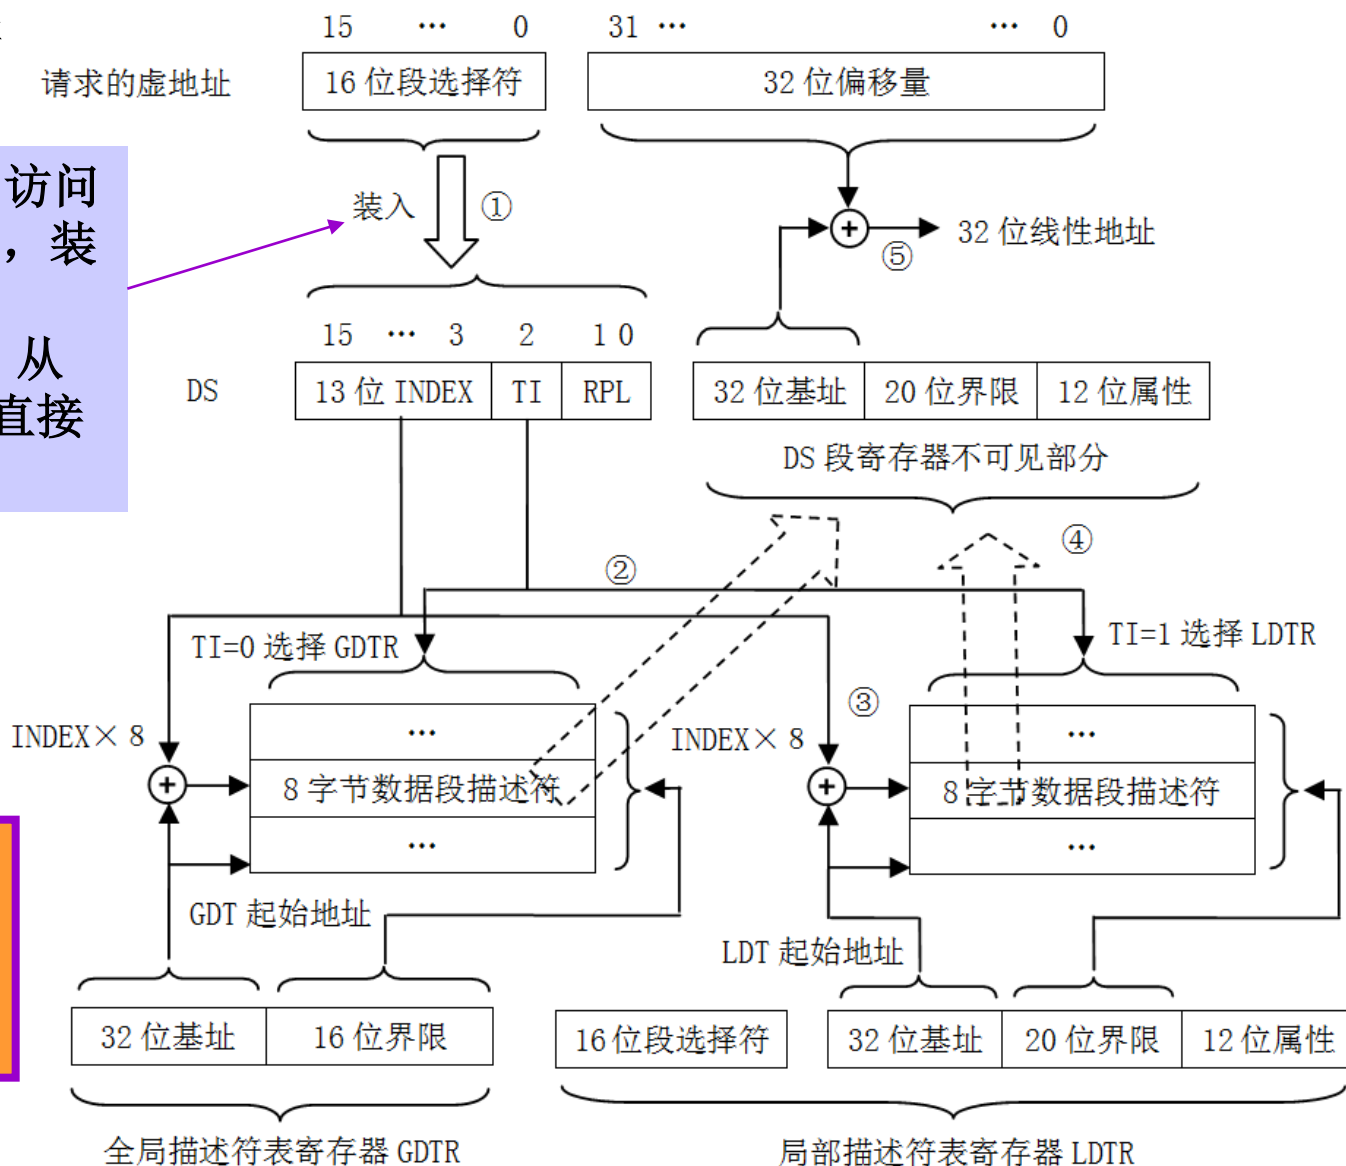 15 … 0
31 … … 0
请求的虚地址
16 位段选择符
32 位偏移量
访问
，装
从
直接
装入
①
⑤
32 位线性地址
15 … 3 2 1 0
DS
13 位 INDEX
TI
RPL
32 位基址
20 位界限
12 位属性
DS 段寄存器不可见部分
②
④
TI=0 选择 GDTR
TI=1 选择 LDTR
③
INDEX× 8
…
8 字节数据段描述符
…
INDEX× 8
…
8 字节数据段描述符
…
GDT 起始地址
LDT 起始地址
32 位基址
16 位界限
16 位段选择符
32 位基址
20 位界限
12 位属性
全局描述符表寄存器 GDTR
局部描述符表寄存器 LDTR